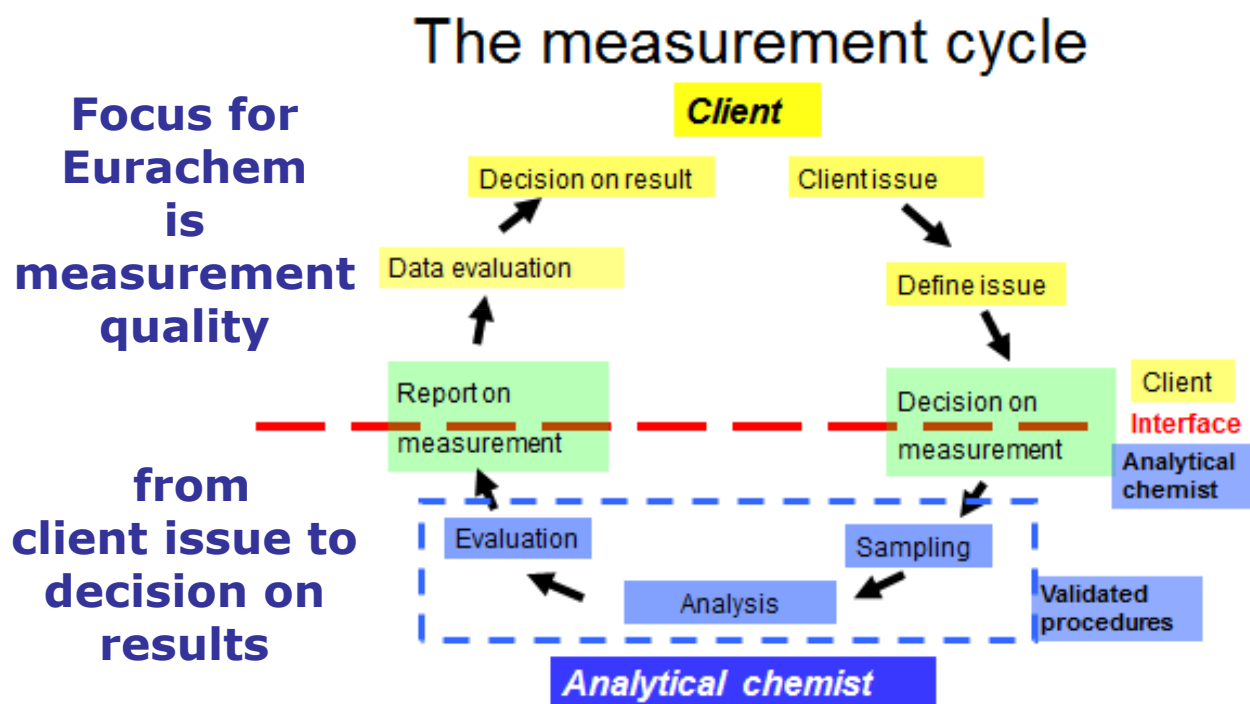 The measurement cycle
Focus for
Eurachem
is
measurement
quality
from
client issue to
decision on
results
Client
Client issue
Define issue
Decision on
measurement
Sampling
Analysis
Evaluation
Report on
measurement
Data evaluation
Decision on result
Client
Interface
Analytical
chemist
Validated
procedures
Analytical chemist